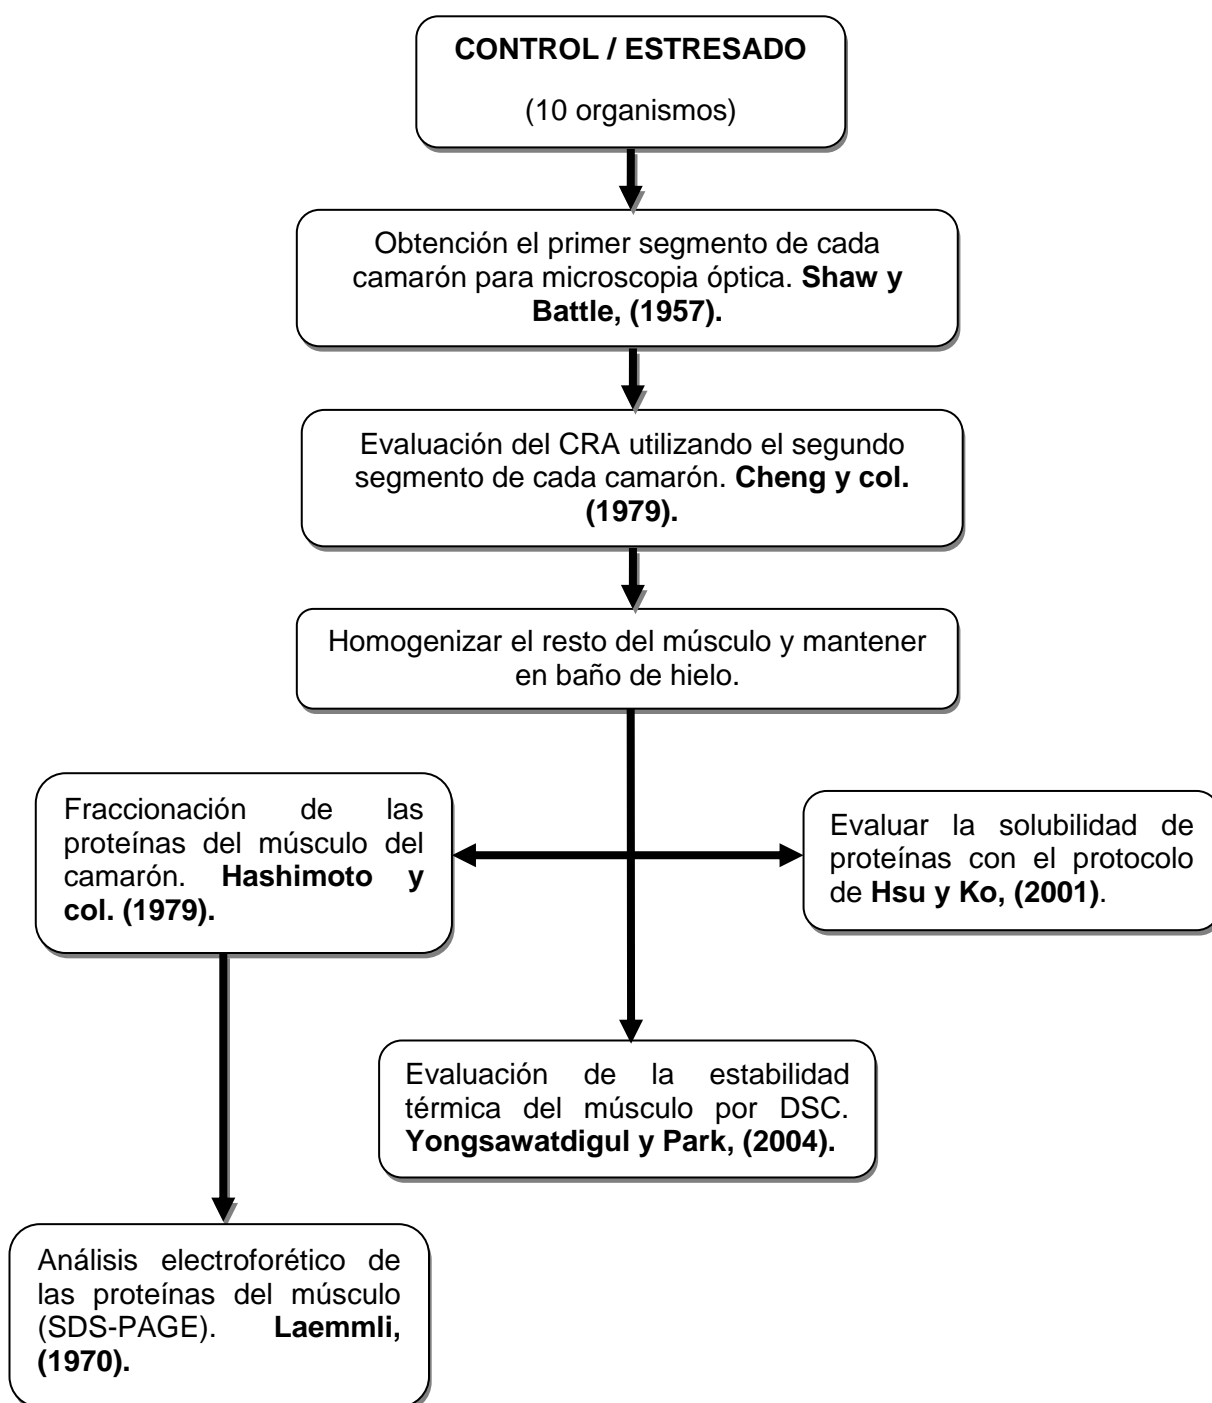 CONTROL / ESTRESADO
(10 organismos)
Obtención el primer segmento de cada
camarón para microscopia óptica. Shaw y
Battle, (1957).
Evaluación del CRA utilizando el segundo
segmento de cada camarón. Cheng y col.
(1979).
Homogenizar el resto del músculo y mantener
en baño de hielo.
Fraccionación de las
proteínas del músculo del
camarón. Hashimoto y
col. (1979).
Evaluar la solubilidad de
proteínas con el protocolo
de Hsu y Ko, (2001).
Evaluación de la estabilidad
térmica del músculo por DSC.
Yongsawatdigul y Park, (2004).
Análisis electroforético de
las proteínas del músculo
(SDS-PAGE). Laemmli,
(1970).